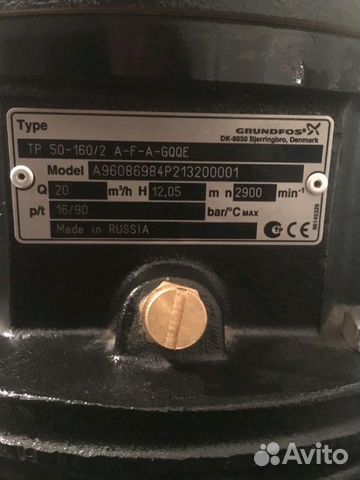 Type
GRUNDFOS X
DK-8850 Bjerringbro, Denmark
TP 50-160/2 A-F-A-GQQE
Model A96086984P213200001
Q 20 m³/h H 12,05 m n 2900 min⁻¹
p/t 16/90 bar/°C MAX
Made in RUSSIA
CE
96145329
Avito